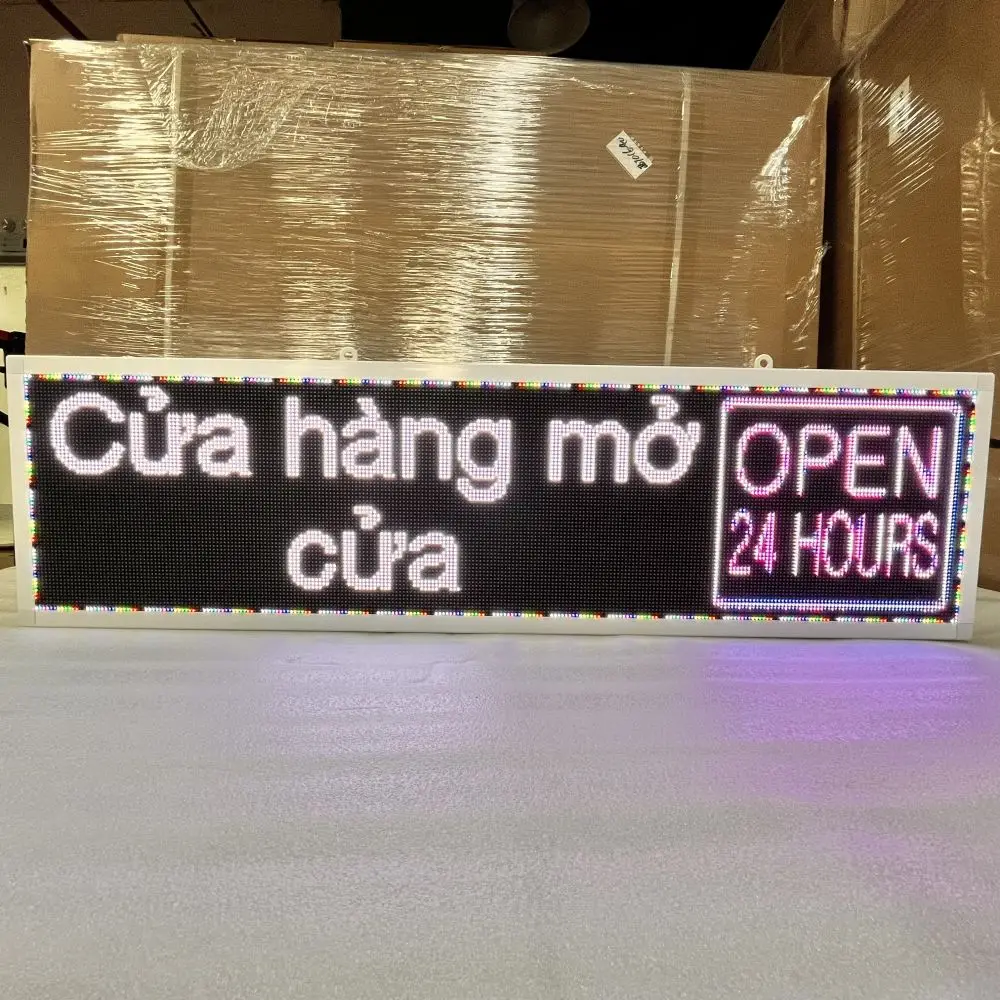 Cửa hàng mở
cửa
OPEN
24 HOURS